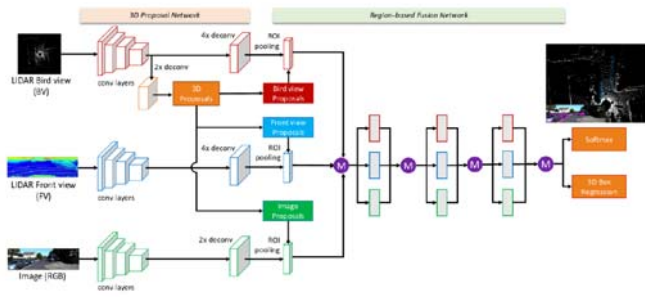 3D Proposal Network
Region-based Fusion Network
LIDAR Bird view
(BV)
conv layers
2x deconv
4x deconv
ROI
pooling
3D
Proposals
Bird view
Proposals
Front view
Proposals
LIDAR Front view
(FV)
conv layers
4x deconv
ROI
pooling
M
M
M
M
Softmax
3D Box
Regression
Image
Proposals
Image (RGB)
conv layers
2x deconv
ROI
pooling